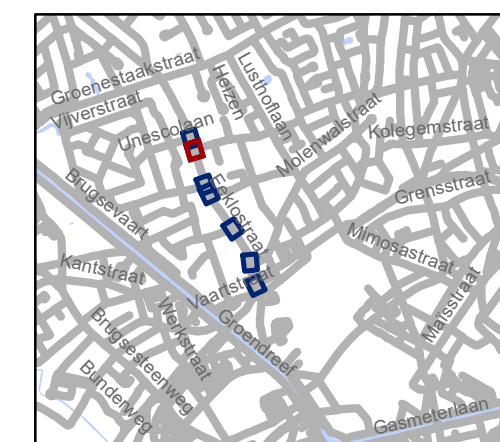 Groenestaakstraat
Vijverstraat
Heizen
Lusthoflaan
Unescolaan
Molenwalstraat
Kolegemstraat
Grensstraat
Eeklostraat
Brugsevaart
Mimosastraat
Kantstraat
Vaartstraat
Maïsstraat
Werkstraat
Groendreef
Brugsesteenweg
Bunderweg
Gasmeterlaan